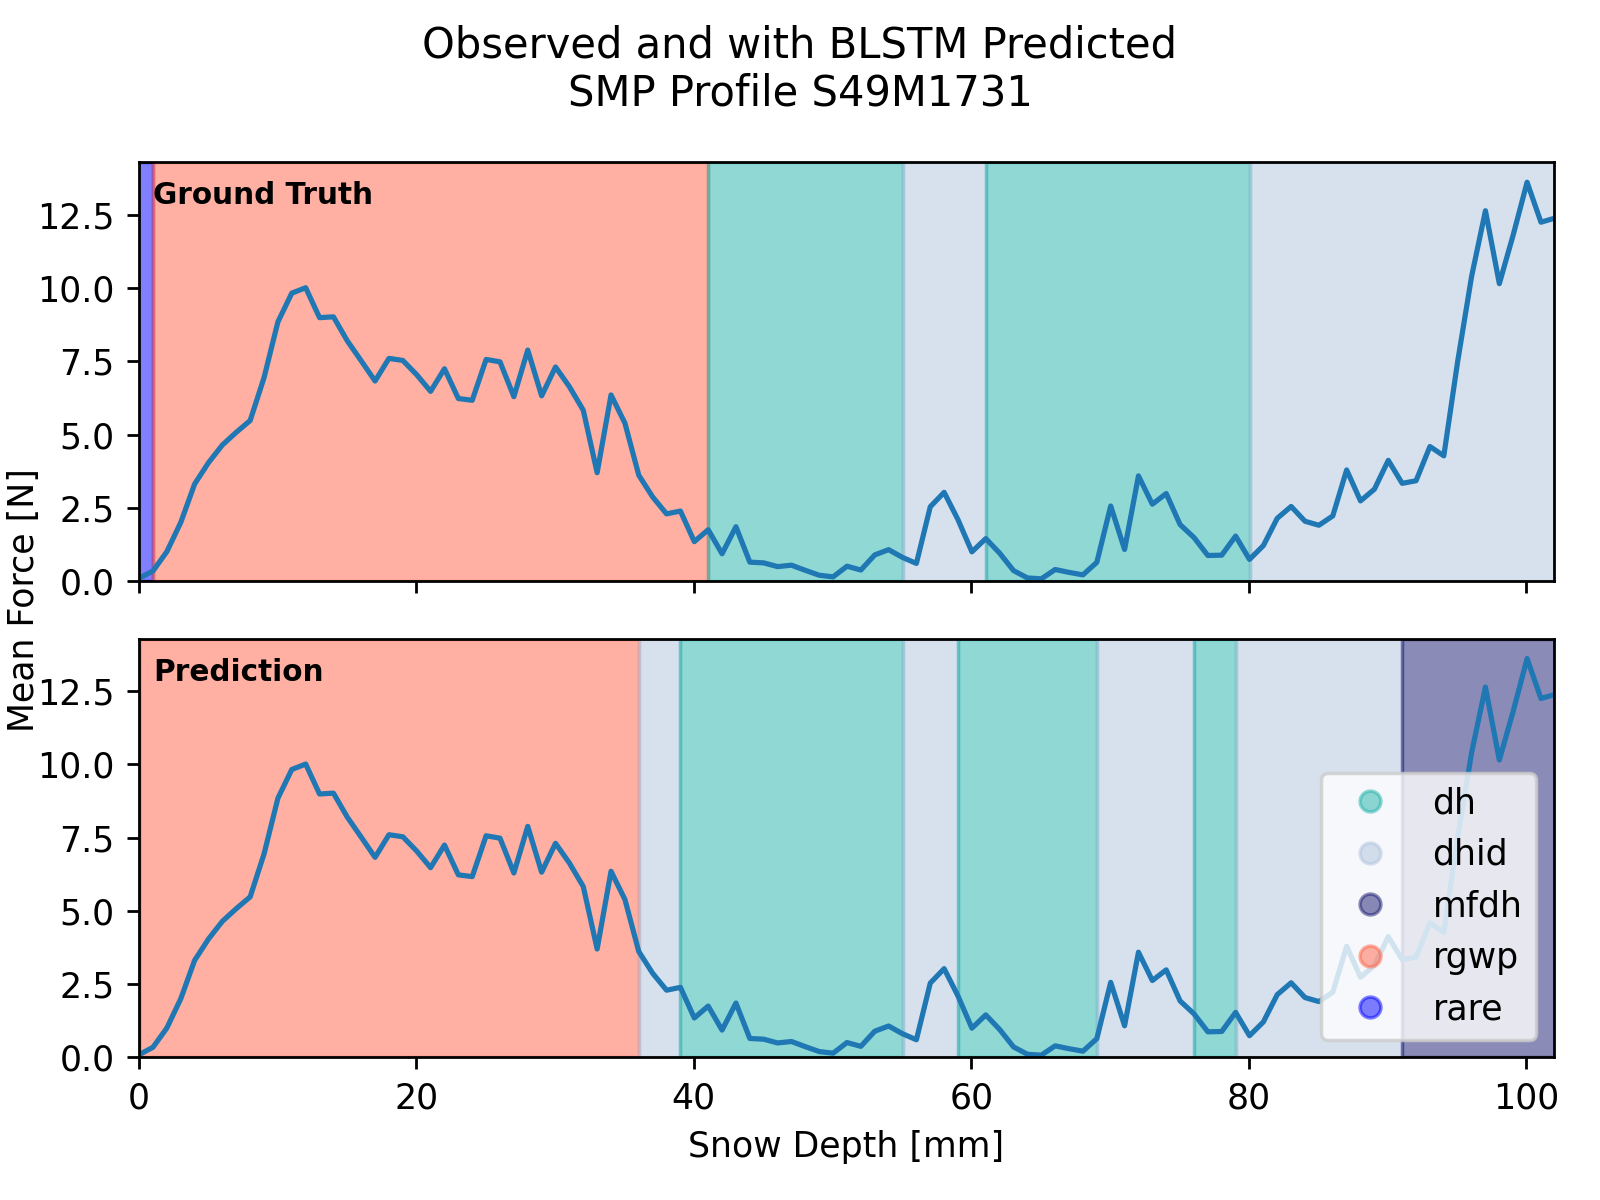 Observed and with BLSTM Predicted
SMP Profile S49M1731
Ground Truth
12.5
10.0
7.5
5.0
2.5
0.0
Mean Force [N]
Prediction
12.5
10.0
7.5
5.0
2.5
0.0
dh
dhid
mfdh
rgwp
rare
0 20 40 60 80 100
Snow Depth [mm]